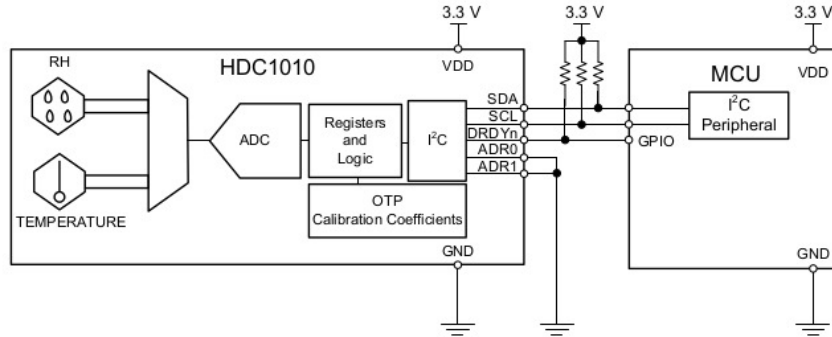 3.3 V
3.3 V
3.3 V
RH
HDC1010
VDD
MCU
VDD
SDA
SCL
DRDYn
ADR0
ADR1
I²C
Peripheral
GPIO
ADC
Registers
and
Logic
I²C
OTP
Calibration Coefficients
TEMPERATURE
GND
GND